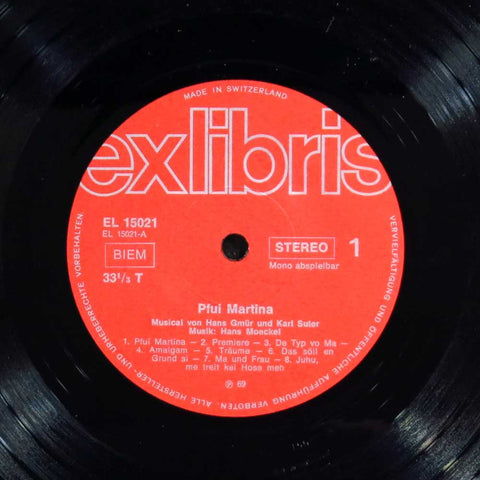 MADE IN SWITZERLAND
exlibris
EL 15021
EL 15021-A
BIEM
33⅓ T
STEREO 1
Mono abspielbar
Pfui Martina
Musical von Hans Gmür und Karl Suter
Musik: Hans Moeckel
1. Pfui Martina – 2. Premiere – 3. De Typ vo Ma –
4. Amalgam – 5. Träume – 6. Das söll en
Grund si – 7. Ma und Frau – 8. Juhu,
me treit kei Hose meh
℗ 69
ALLE HERSTELLER- UND URHEBERRECHTE VORBEHALTEN. VERVIELFÄLTIGUNG UND ÖFFENTLICHE AUFFÜHRUNG VERBOTEN.